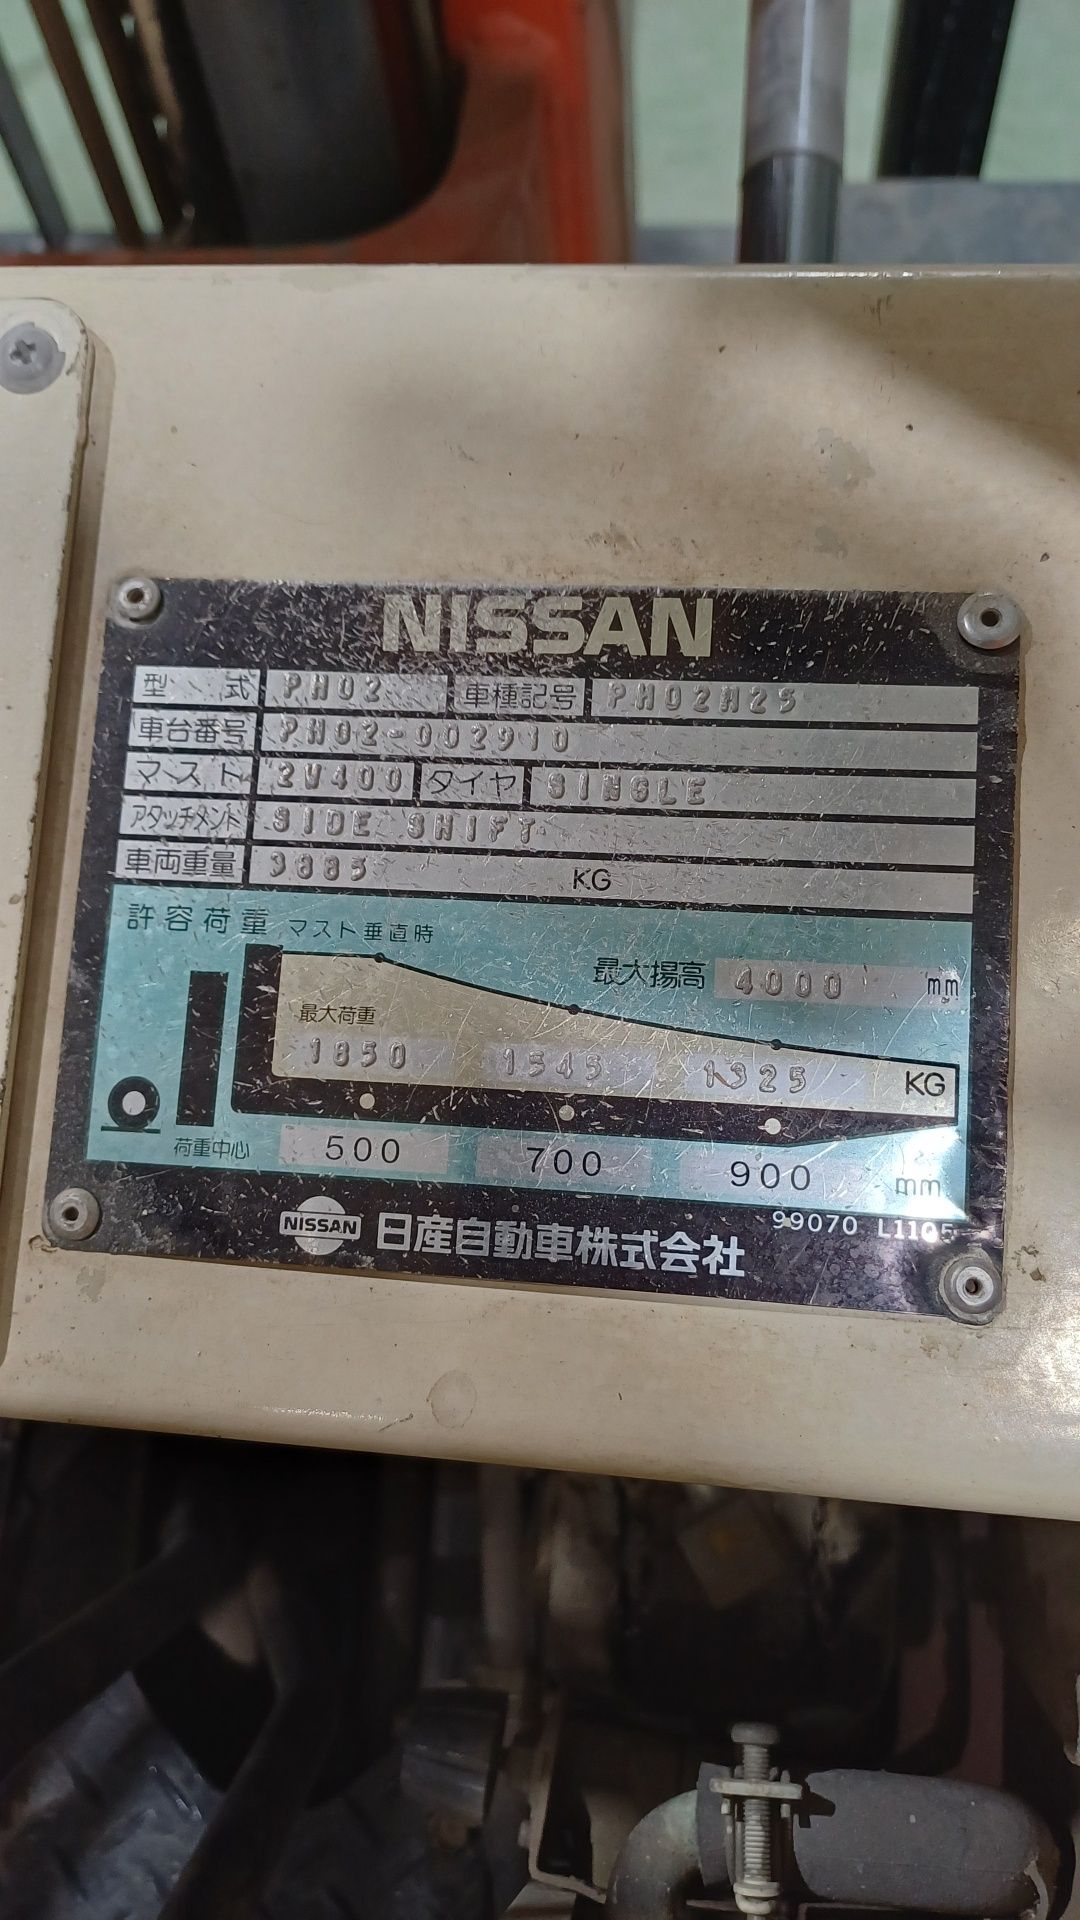 NISSAN
型式 PH02 車種記号 PH02M25
車台番号 PH02-002910
マスト 2W400 タイヤ SINGLE
アタッチメント SIDE SHIFT
車両重量 3885 KG
許容荷重 マスト垂直時
最大揚高 4000 mm
最大荷重
1850 1545 1325 KG
荷重中心 500 700 900 mm
99070 L1105
NISSAN 日産自動車株式会社